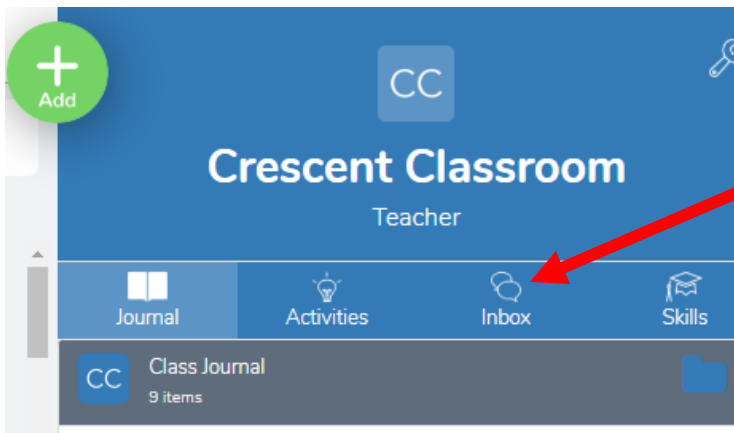 Add
CC
Crescent Classroom
Teacher
Journal
Activities
Inbox
Skills
CC
Class Journal
9 items